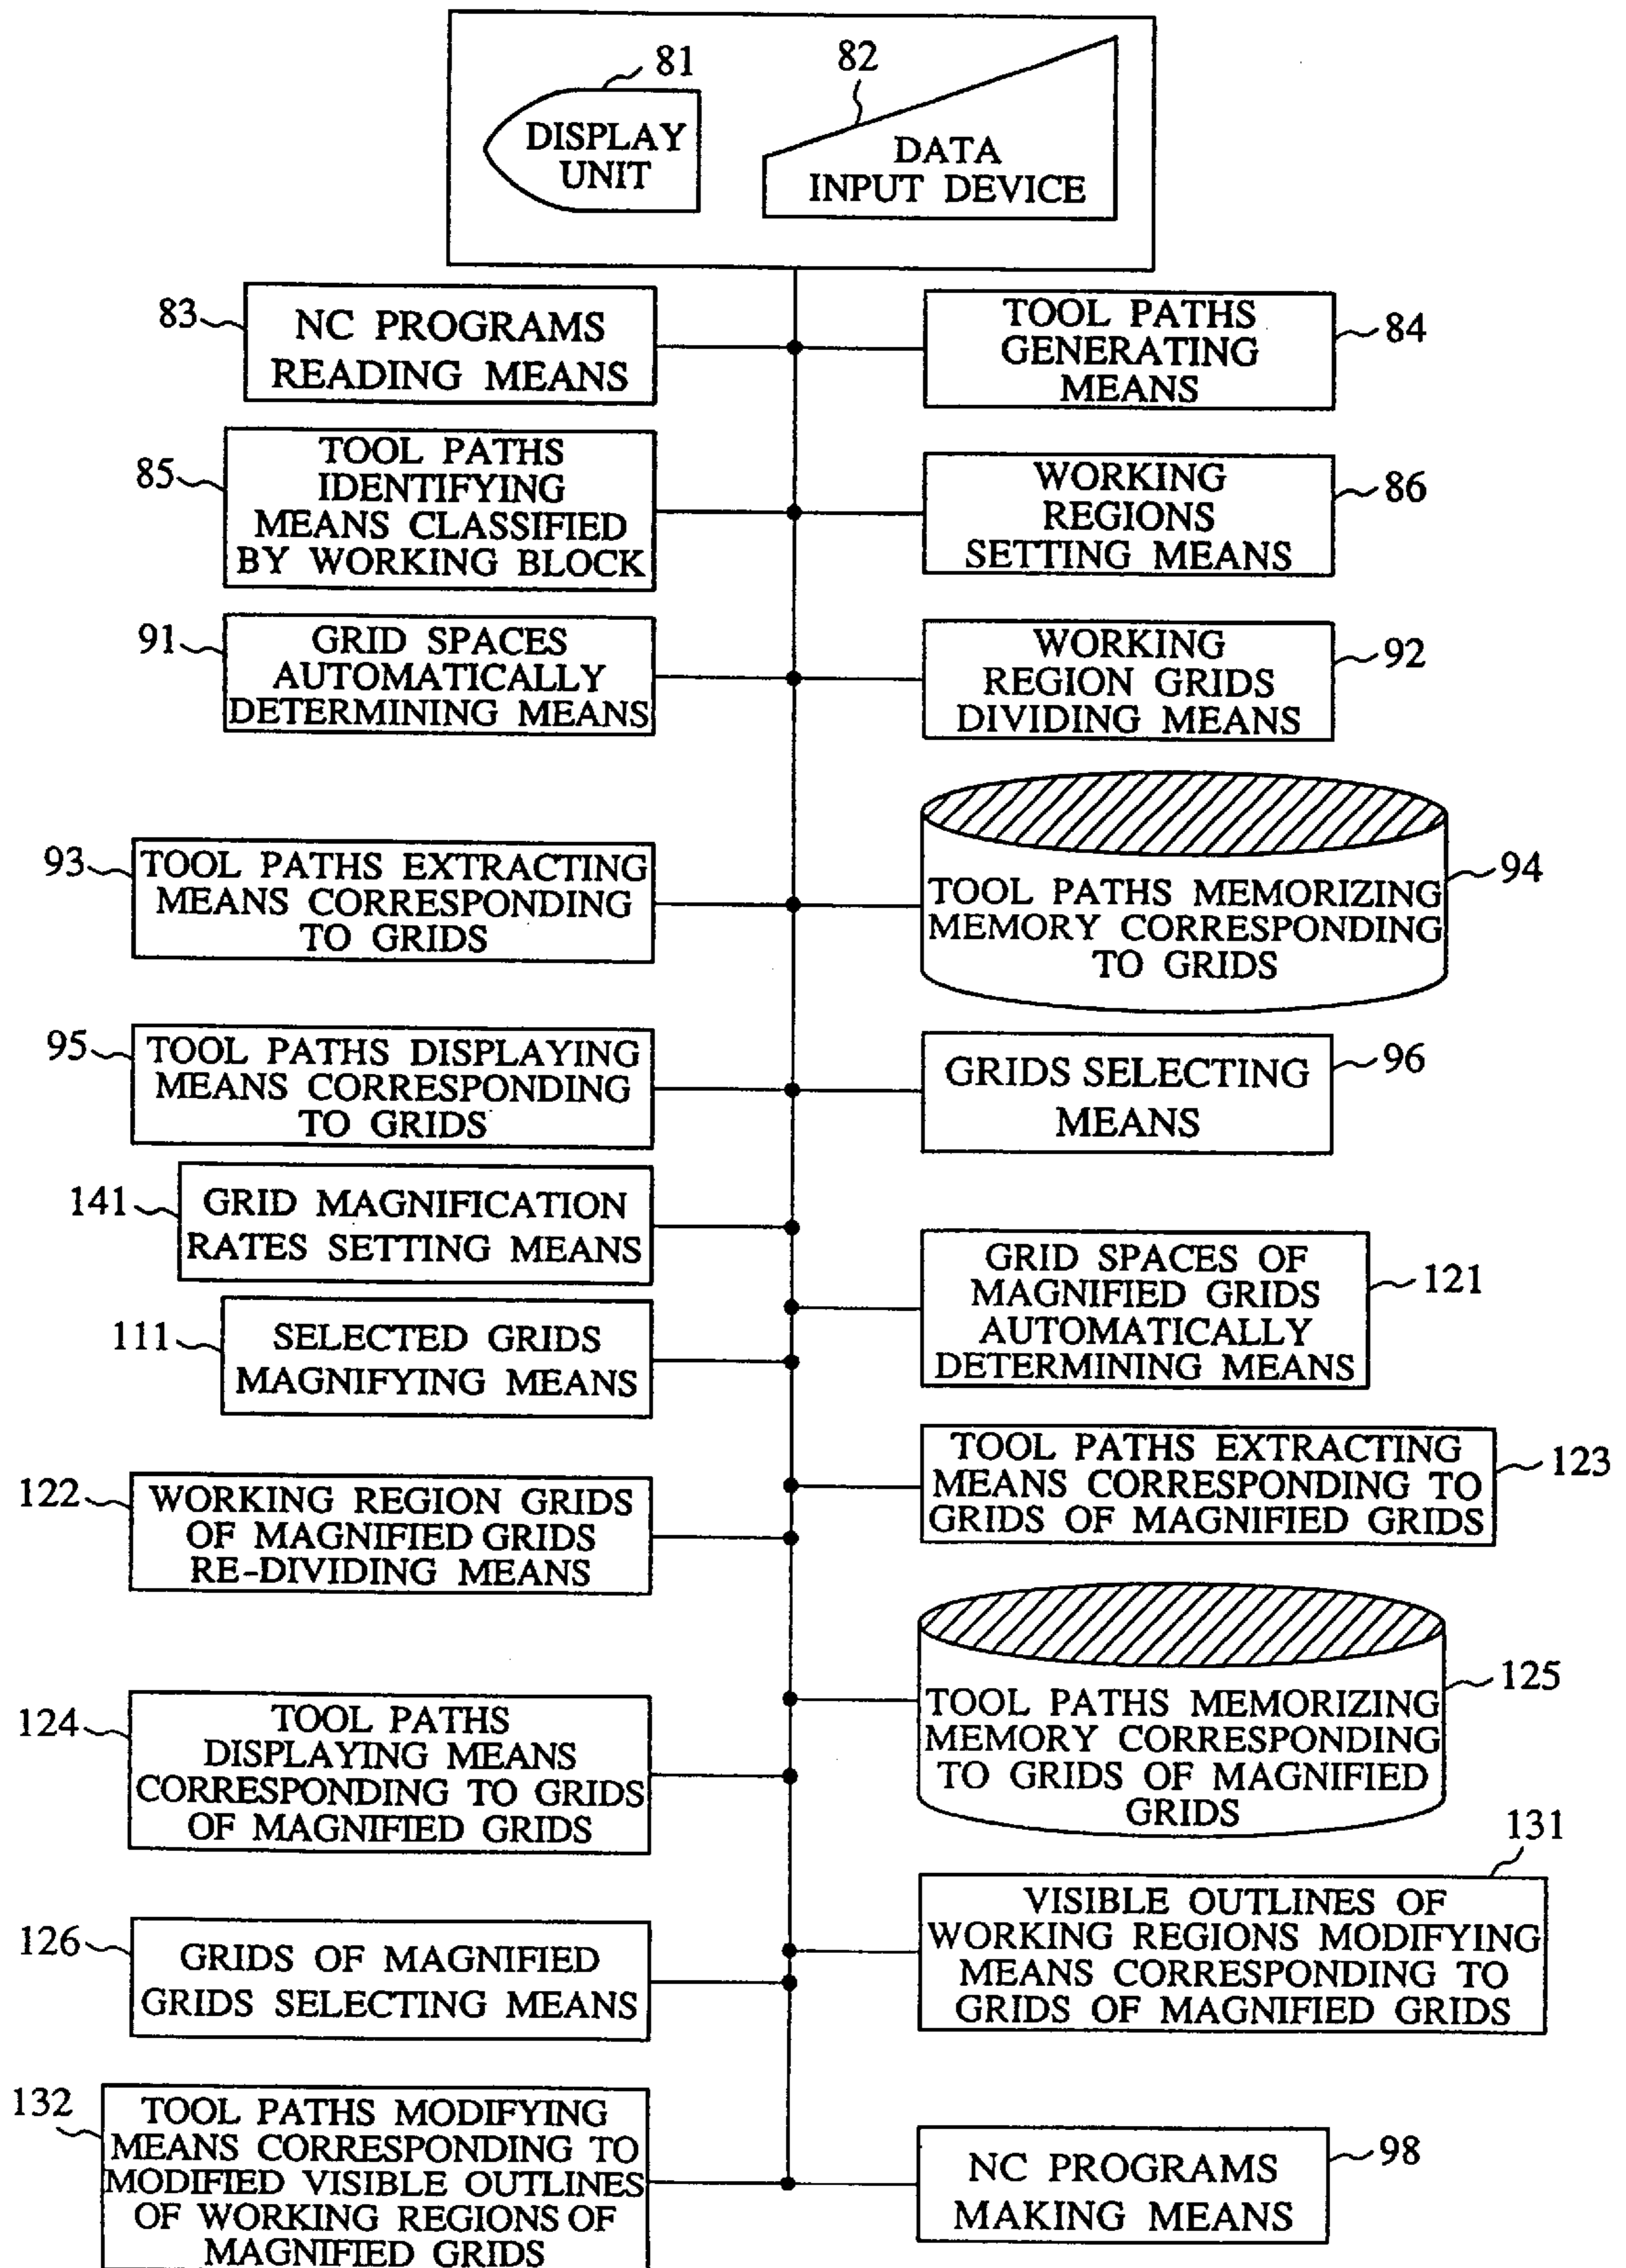 81
DISPLAY
UNIT
82
DATA
INPUT DEVICE
83
NC PROGRAMS
READING MEANS
TOOL PATHS
GENERATING
MEANS
84
85
TOOL PATHS
IDENTIFYING
MEANS CLASSIFIED
BY WORKING BLOCK
WORKING
REGIONS
SETTING MEANS
86
91
GRID SPACES
AUTOMATICALLY
DETERMINING MEANS
WORKING
REGION GRIDS
DIVIDING MEANS
92
93
TOOL PATHS EXTRACTING
MEANS CORRESPONDING
TO GRIDS
TOOL PATHS MEMORIZING
MEMORY CORRESPONDING
TO GRIDS
94
95
TOOL PATHS DISPLAYING
MEANS CORRESPONDING
TO GRIDS
GRIDS SELECTING
MEANS
96
141
GRID MAGNIFICATION
RATES SETTING MEANS
GRID SPACES OF
MAGNIFIED GRIDS
AUTOMATICALLY
DETERMINING MEANS
121
111
SELECTED GRIDS
MAGNIFYING MEANS
TOOL PATHS EXTRACTING
MEANS CORRESPONDING TO
GRIDS OF MAGNIFIED GRIDS
123
122
WORKING REGION GRIDS
OF MAGNIFIED GRIDS
RE-DIVIDING MEANS
TOOL PATHS MEMORIZING
MEMORY CORRESPONDING
TO GRIDS OF MAGNIFIED
GRIDS
125
124
TOOL PATHS
DISPLAYING MEANS
CORRESPONDING TO GRIDS
OF MAGNIFIED GRIDS
131
VISIBLE OUTLINES OF
WORKING REGIONS MODIFYING
MEANS CORRESPONDING TO
GRIDS OF MAGNIFIED GRIDS
126
GRIDS OF MAGNIFIED
GRIDS SELECTING MEANS
132
TOOL PATHS MODIFYING
MEANS CORRESPONDING TO
MODIFIED VISIBLE OUTLINES
OF WORKING REGIONS OF
MAGNIFIED GRIDS
NC PROGRAMS
MAKING MEANS
98